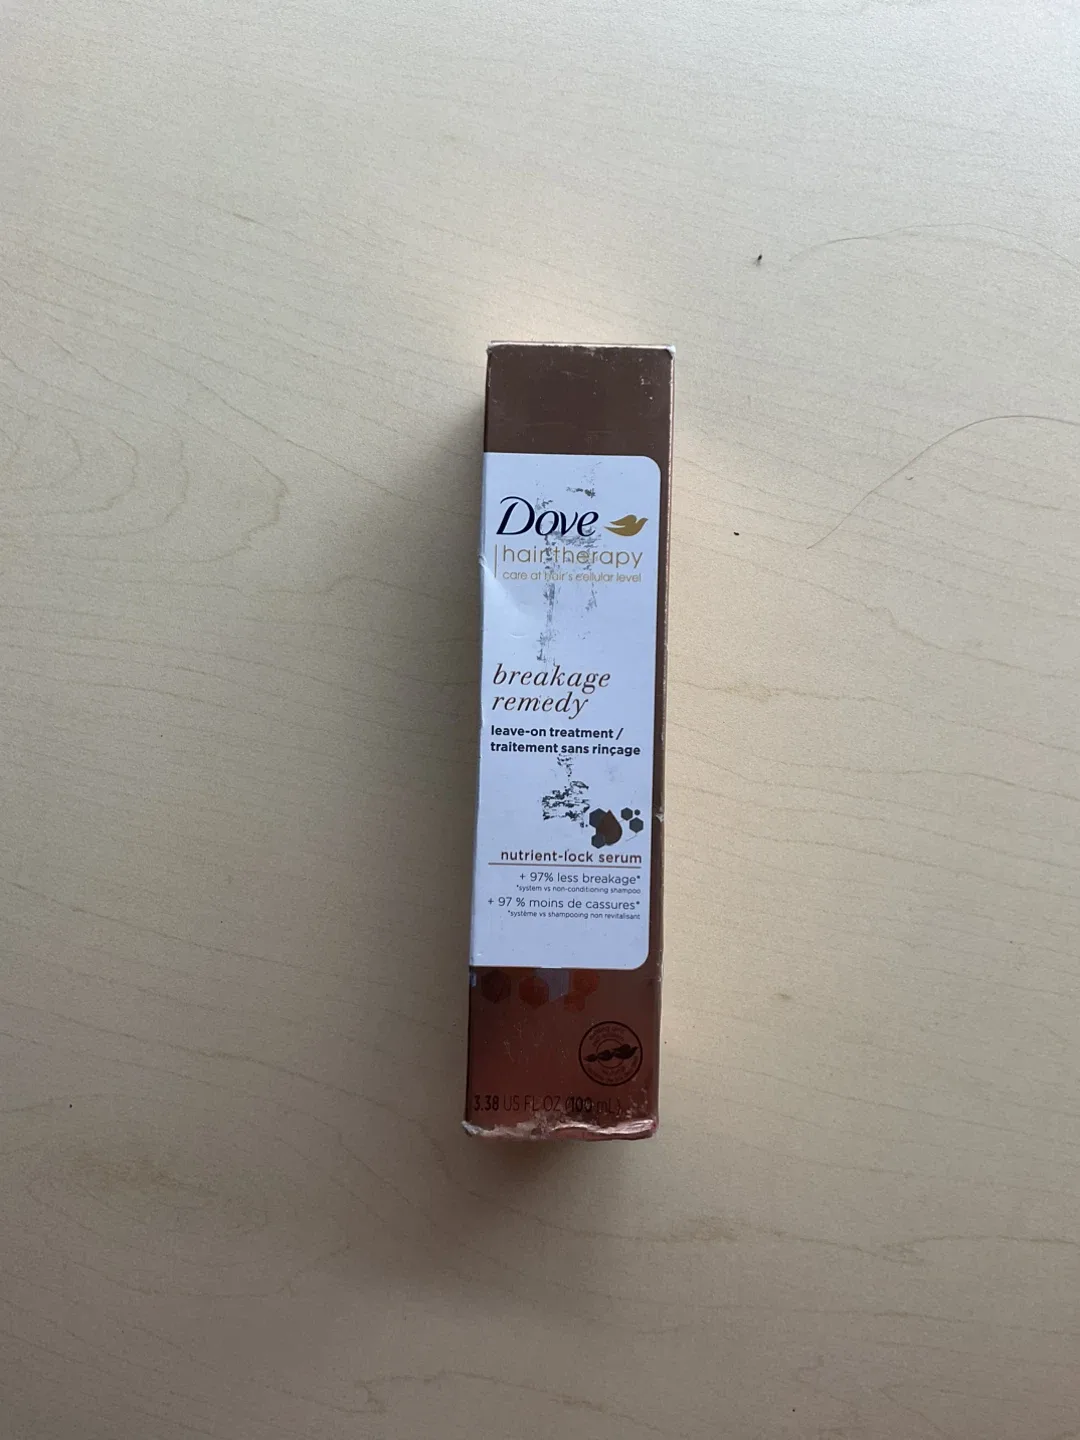 Dove
hair therapy
care at hair's cellular level
breakage
remedy
leave-on treatment /
traitement sans rinçage
nutrient-lock serum
+ 97% less breakage*
*system vs non-conditioning shampoo
+ 97 % moins de cassures*
*système vs shampooing non revitalisant
3.38 US FL OZ (100 mL)